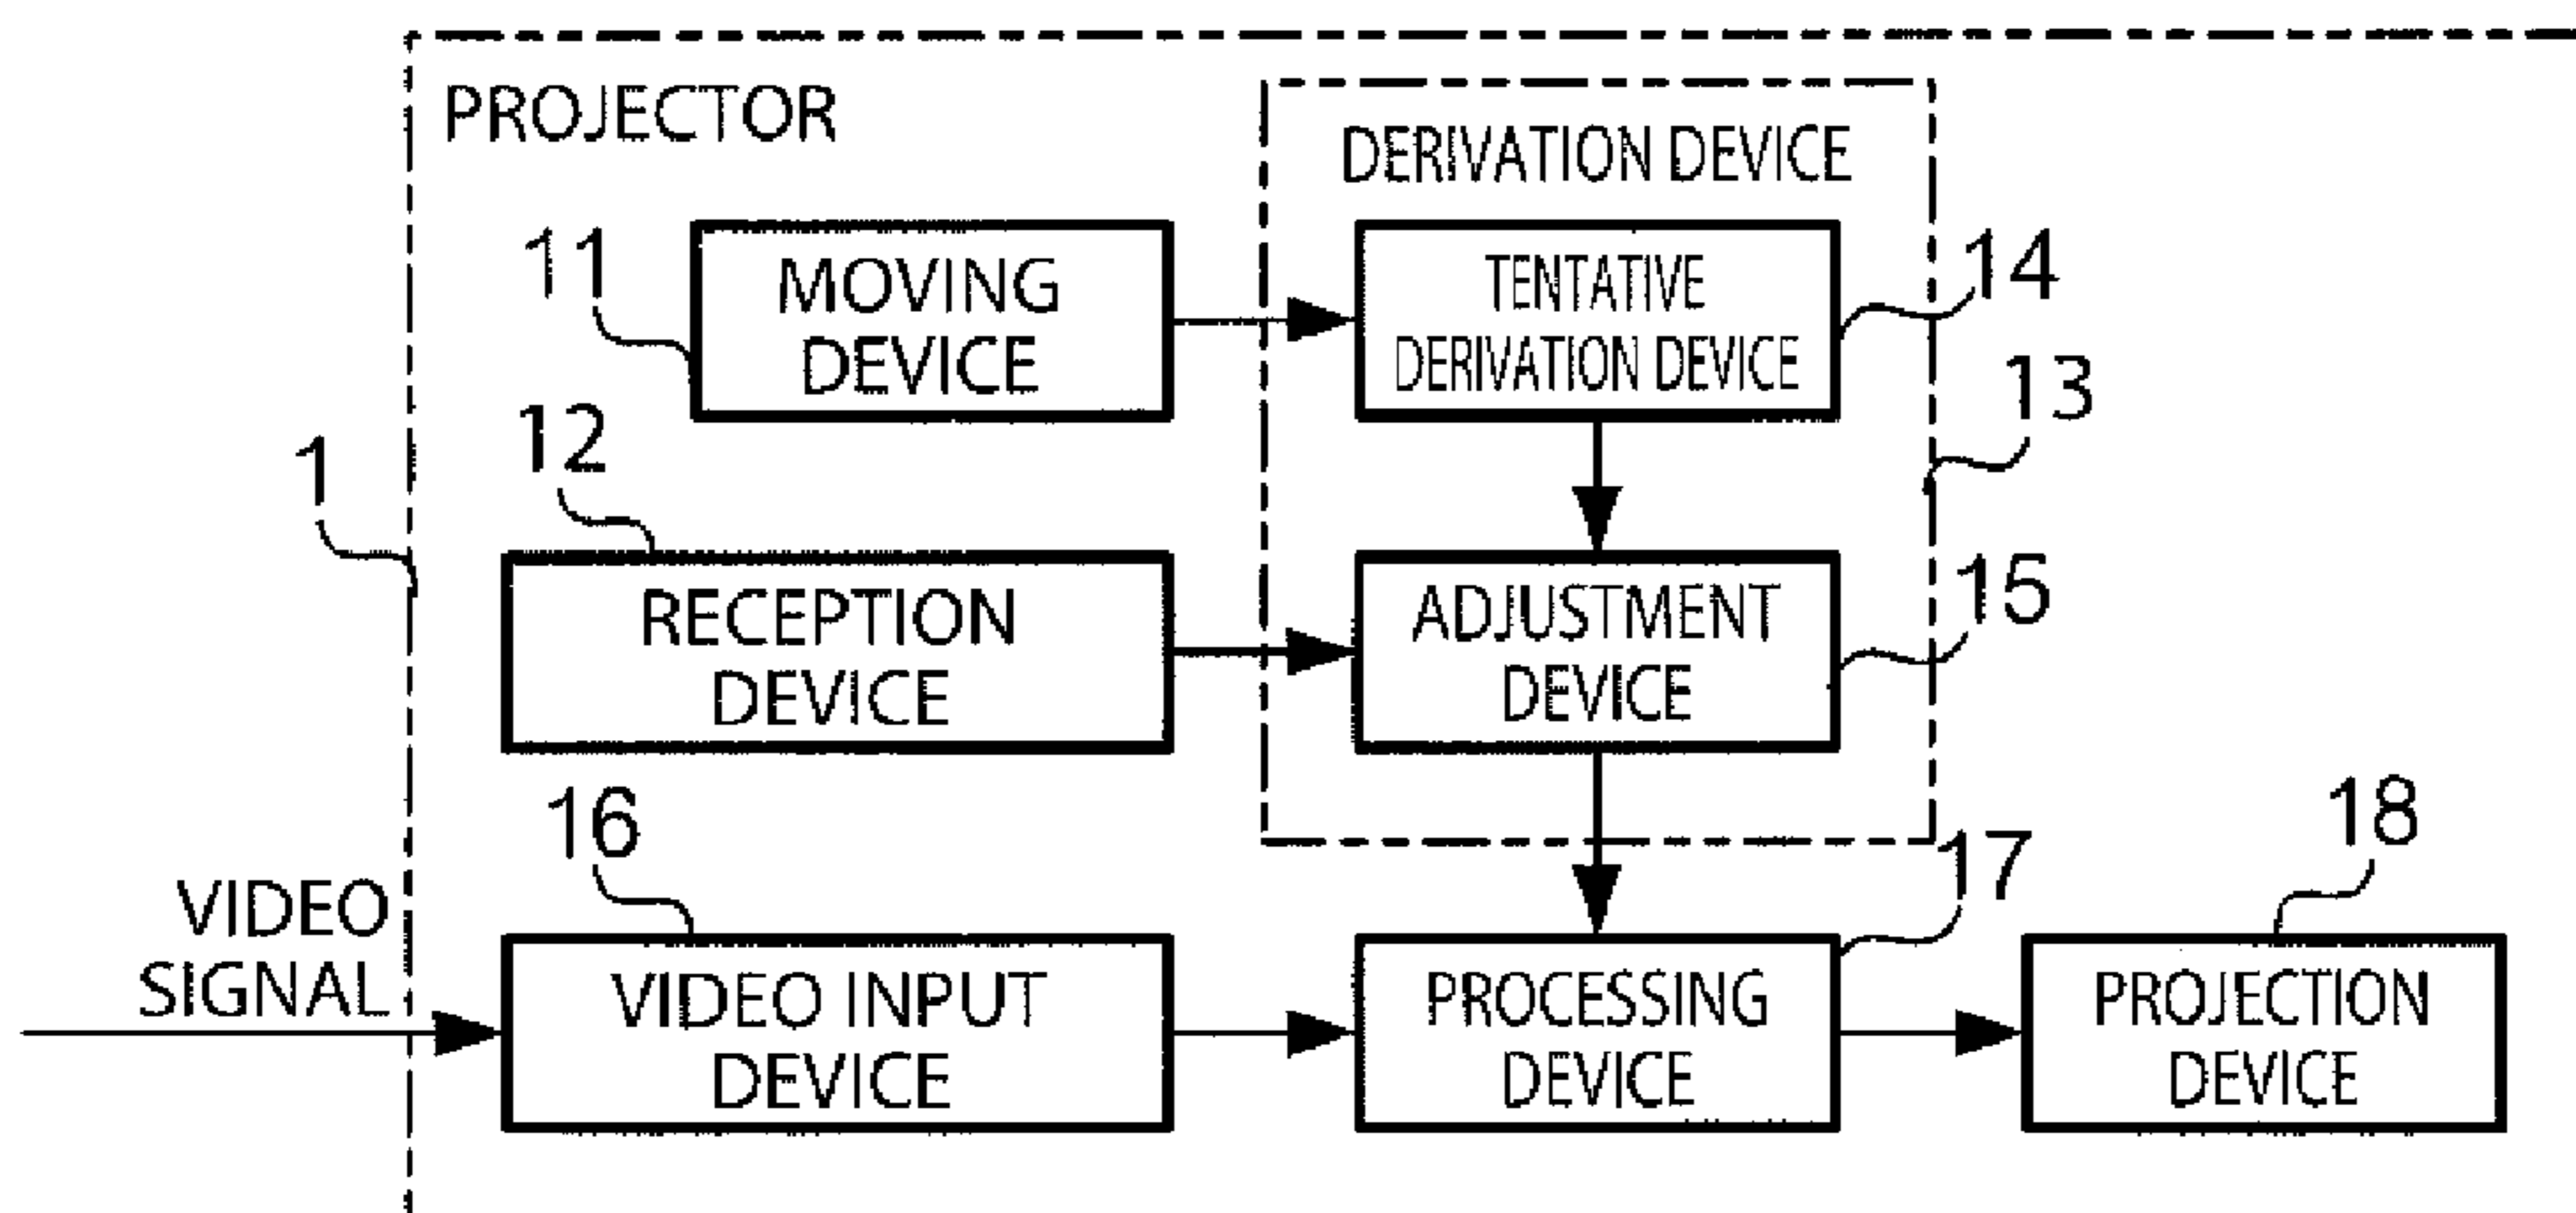 PROJECTOR
DERIVATION DEVICE
11
MOVING
DEVICE
TENTATIVE
DERIVATION DEVICE
14
13
1
12
RECEPTION
DEVICE
ADJUSTMENT
DEVICE
15
16
17
18
VIDEO
SIGNAL
VIDEO INPUT
DEVICE
PROCESSING
DEVICE
PROJECTION
DEVICE